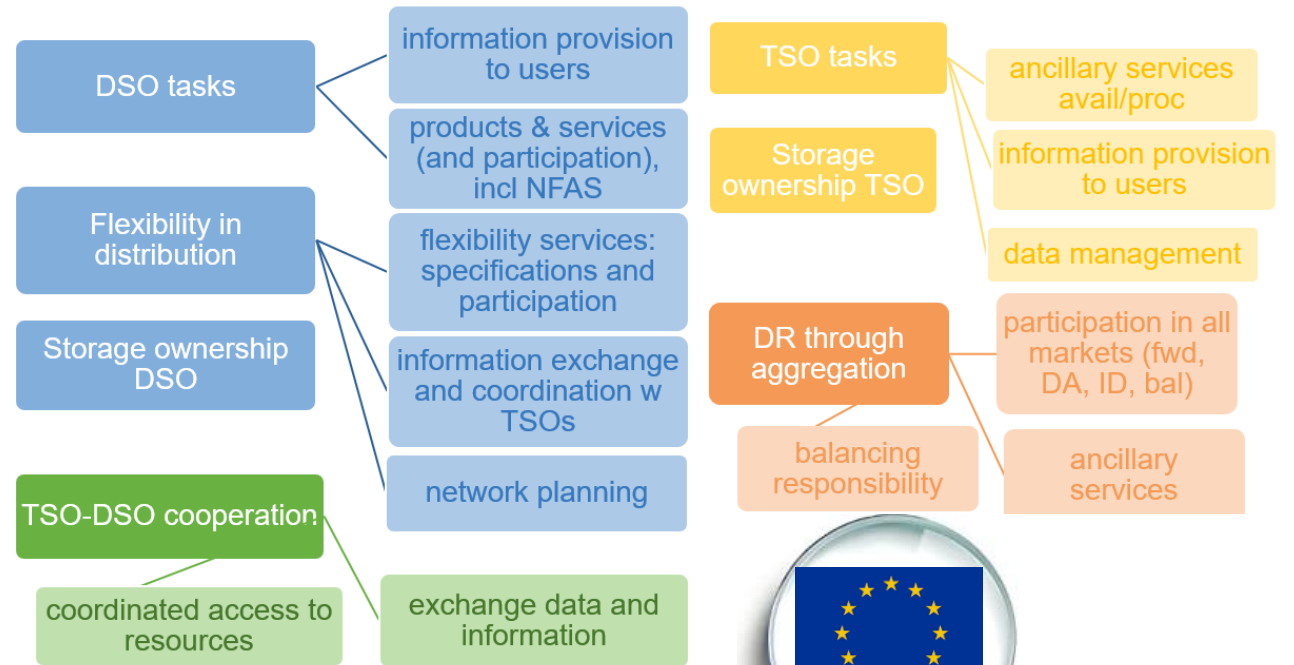 DSO tasks
information provision
to users
products & services
(and participation),
incl NFAS
Flexibility in
distribution
flexibility services:
specifications and
participation
information exchange
and coordination w
TSOs
network planning
Storage ownership
DSO
TSO-DSO cooperation
coordinated access to
resources
exchange data and
information
TSO tasks
ancillary services
avail/proc
information provision
to users
data management
Storage
ownership TSO
DR through
aggregation
participation in all
markets (fwd,
DA, ID, bal)
balancing
responsibility
ancillary
services